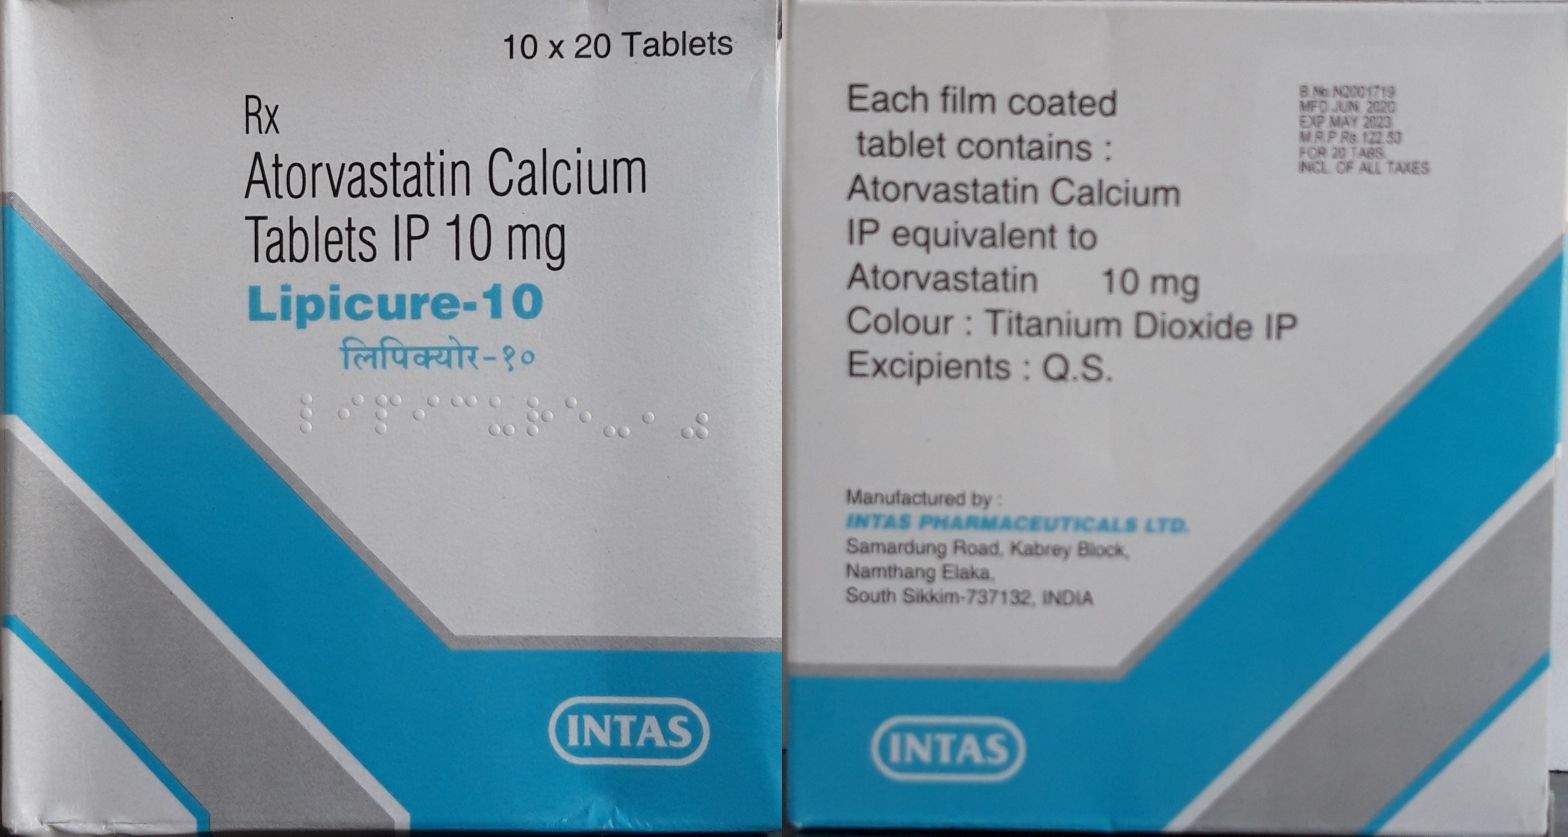 10 x 20 Tablets
Rx
Atorvastatin Calcium
Tablets IP 10 mg
Lipicure-10
लिपिक्योर-१०
INTAS
Each film coated
tablet contains :
Atorvastatin Calcium
IP equivalent to
Atorvastatin 10 mg
Colour : Titanium Dioxide IP
Excipients : Q.S.
B.No.N2001719
MFD JUN. 2020
EXP MAY 2023
M.R.P.Rs.122.53
FOR 20 TABS.
INCL. OF ALL TAXES
Manufactured by :
INTAS PHARMACEUTICALS LTD.
Samardung Road, Kabrey Block,
Namthang Elaka,
South Sikkim-737132, INDIA
INTAS